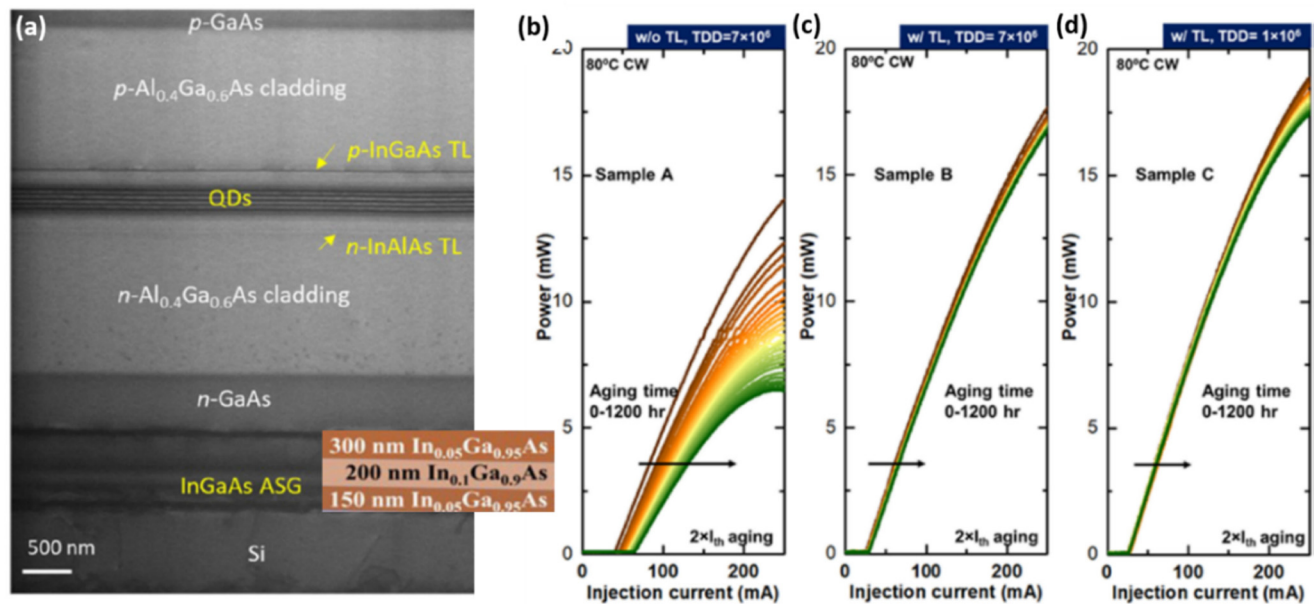 (a)
p-GaAs
p-Al0.4Ga0.6As cladding
p-InGaAs TL
QDs
n-InAlAs TL
n-Al0.4Ga0.6As cladding
n-GaAs
300 nm In0.05Ga0.95As
200 nm In0.1Ga0.9As
150 nm In0.05Ga0.95As
InGaAs ASG
Si
500 nm
(b)
w/o TL, TDD=7×10⁶
80ºC CW
Sample A
Aging time
0-1200 hr
2×Ith aging
Power (mW)
20
15
10
5
0
0
100
200
Injection current (mA)
(c)
w/ TL, TDD= 7×10⁶
80ºC CW
Sample B
Aging time
0-1200 hr
2×Ith aging
Power (mW)
20
15
10
5
0
0
100
200
Injection current (mA)
(d)
w/ TL, TDD= 1×10⁶
80ºC CW
Sample C
Aging time
0-1200 hr
2×Ith aging
Power (mW)
20
15
10
5
0
0
100
200
Injection current (mA)